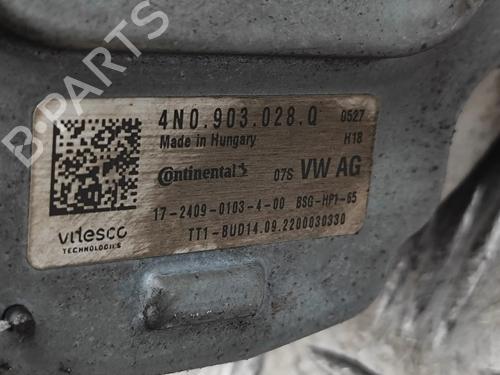 B-PARTS
4N0.903.028.Q 0527
Made in Hungary H18
Continental 07S VW AG
17-2409-0103-4-00 BSG-HP1-65
vitesco TT1-BUD14.09.2200030330
TECHNOLOGIES